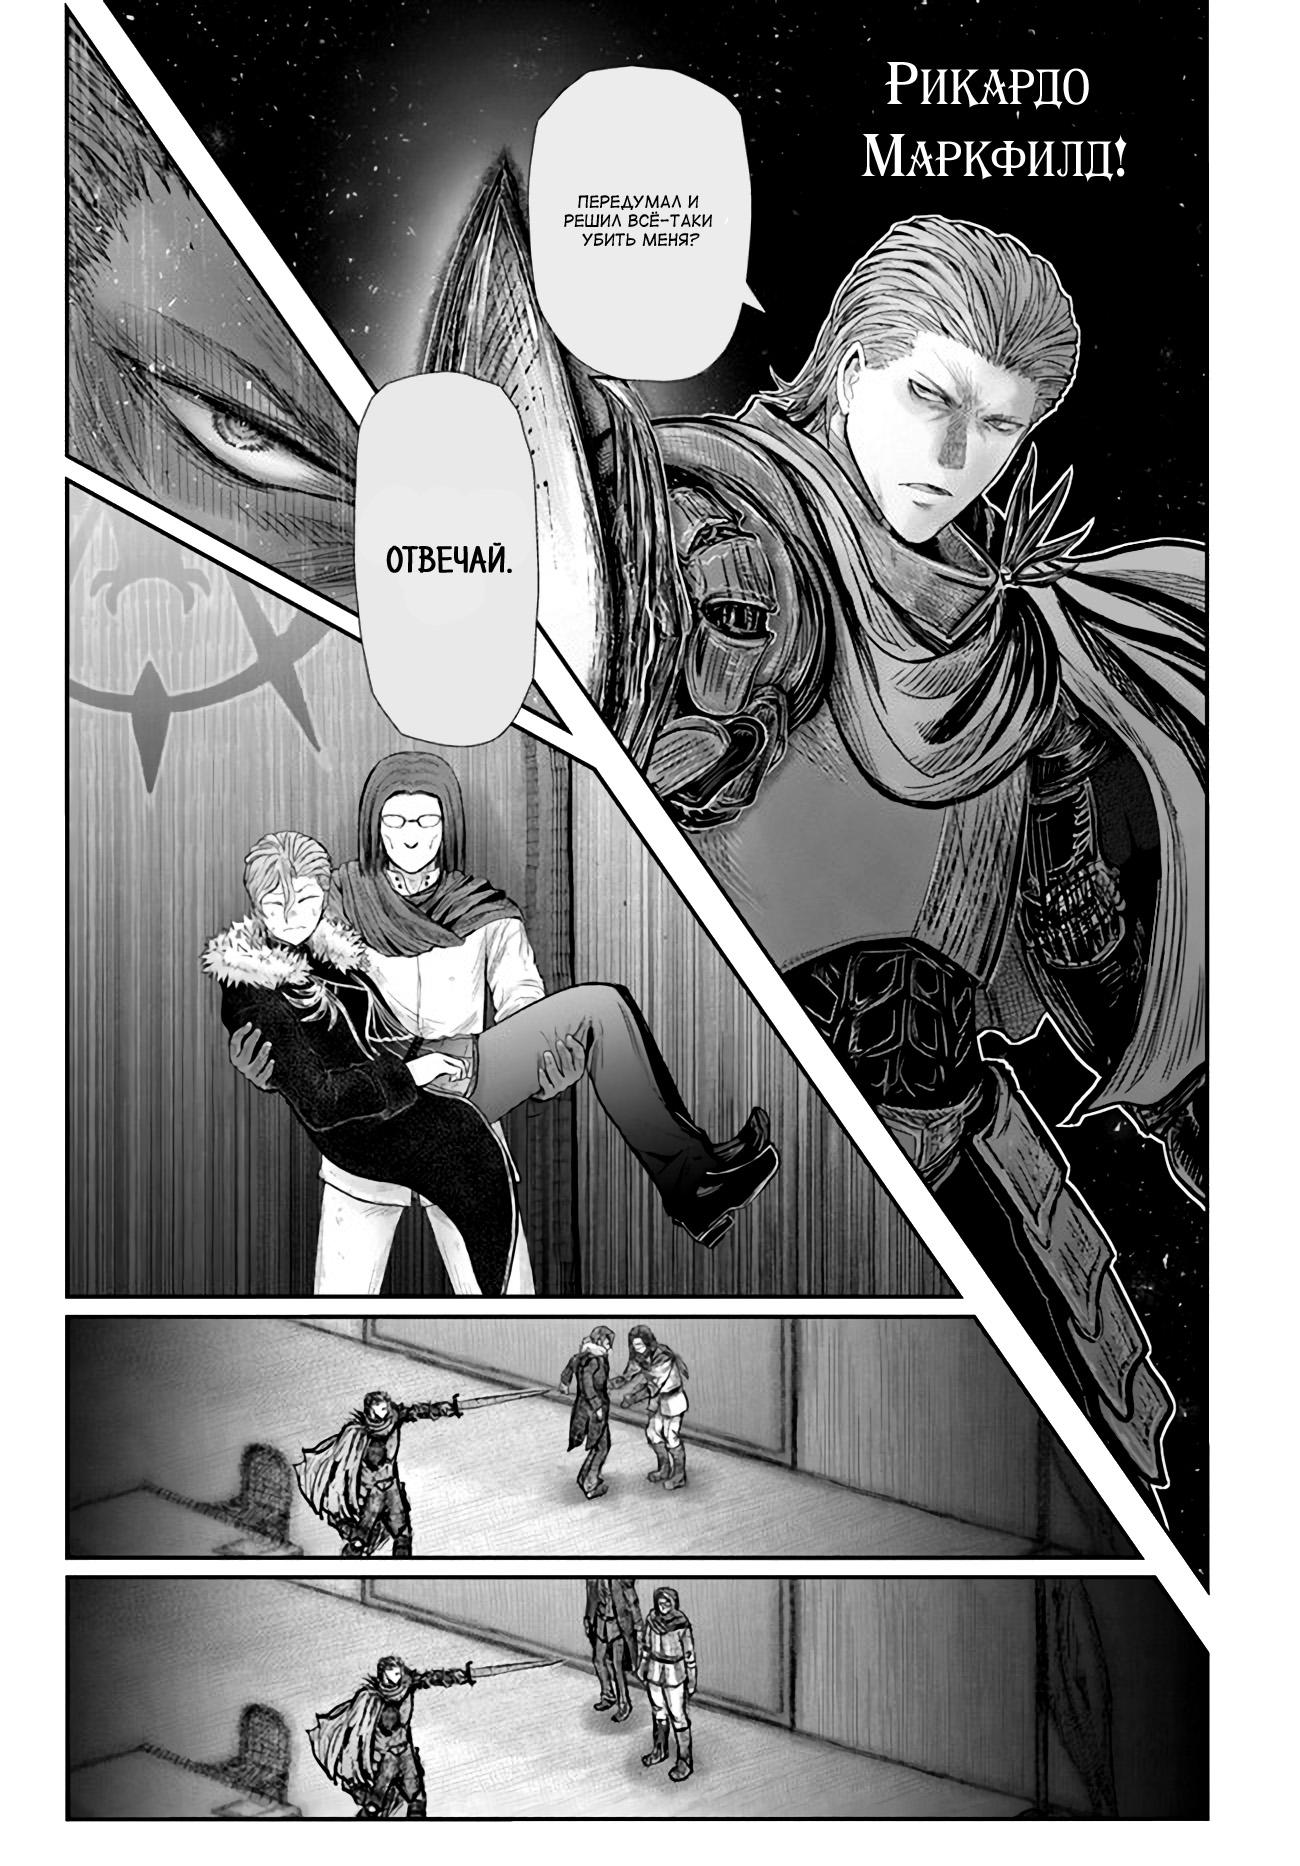 Рикардо
Маркфилд!
ПЕРЕДУМАЛ И
РЕШИЛ ВСЁ-ТАКИ
УБИТЬ МЕНЯ?
ОТВЕЧАЙ.